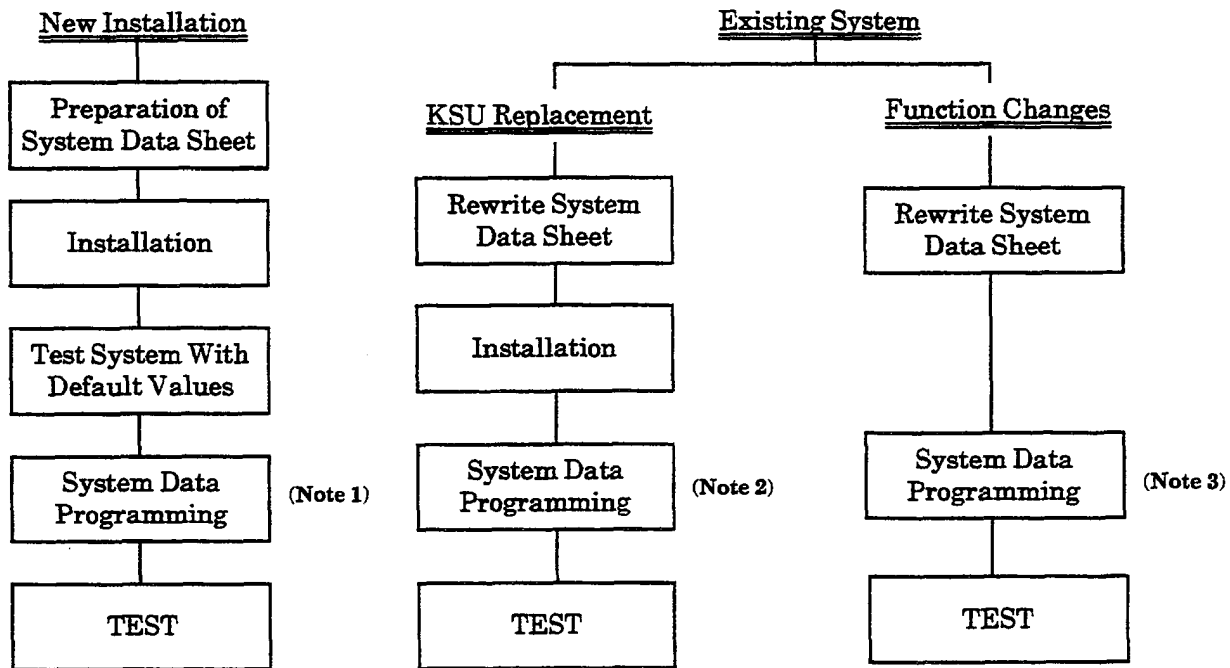 New Installation
Preparation of
System Data Sheet
Installation
Test System With
Default Values
System Data
Programming
(Note 1)
TEST
Existing System
KSU Replacement
Rewrite System
Data Sheet
Installation
System Data
Programming
(Note 2)
TEST
Function Changes
Rewrite System
Data Sheet
System Data
Programming
(Note 3)
TEST